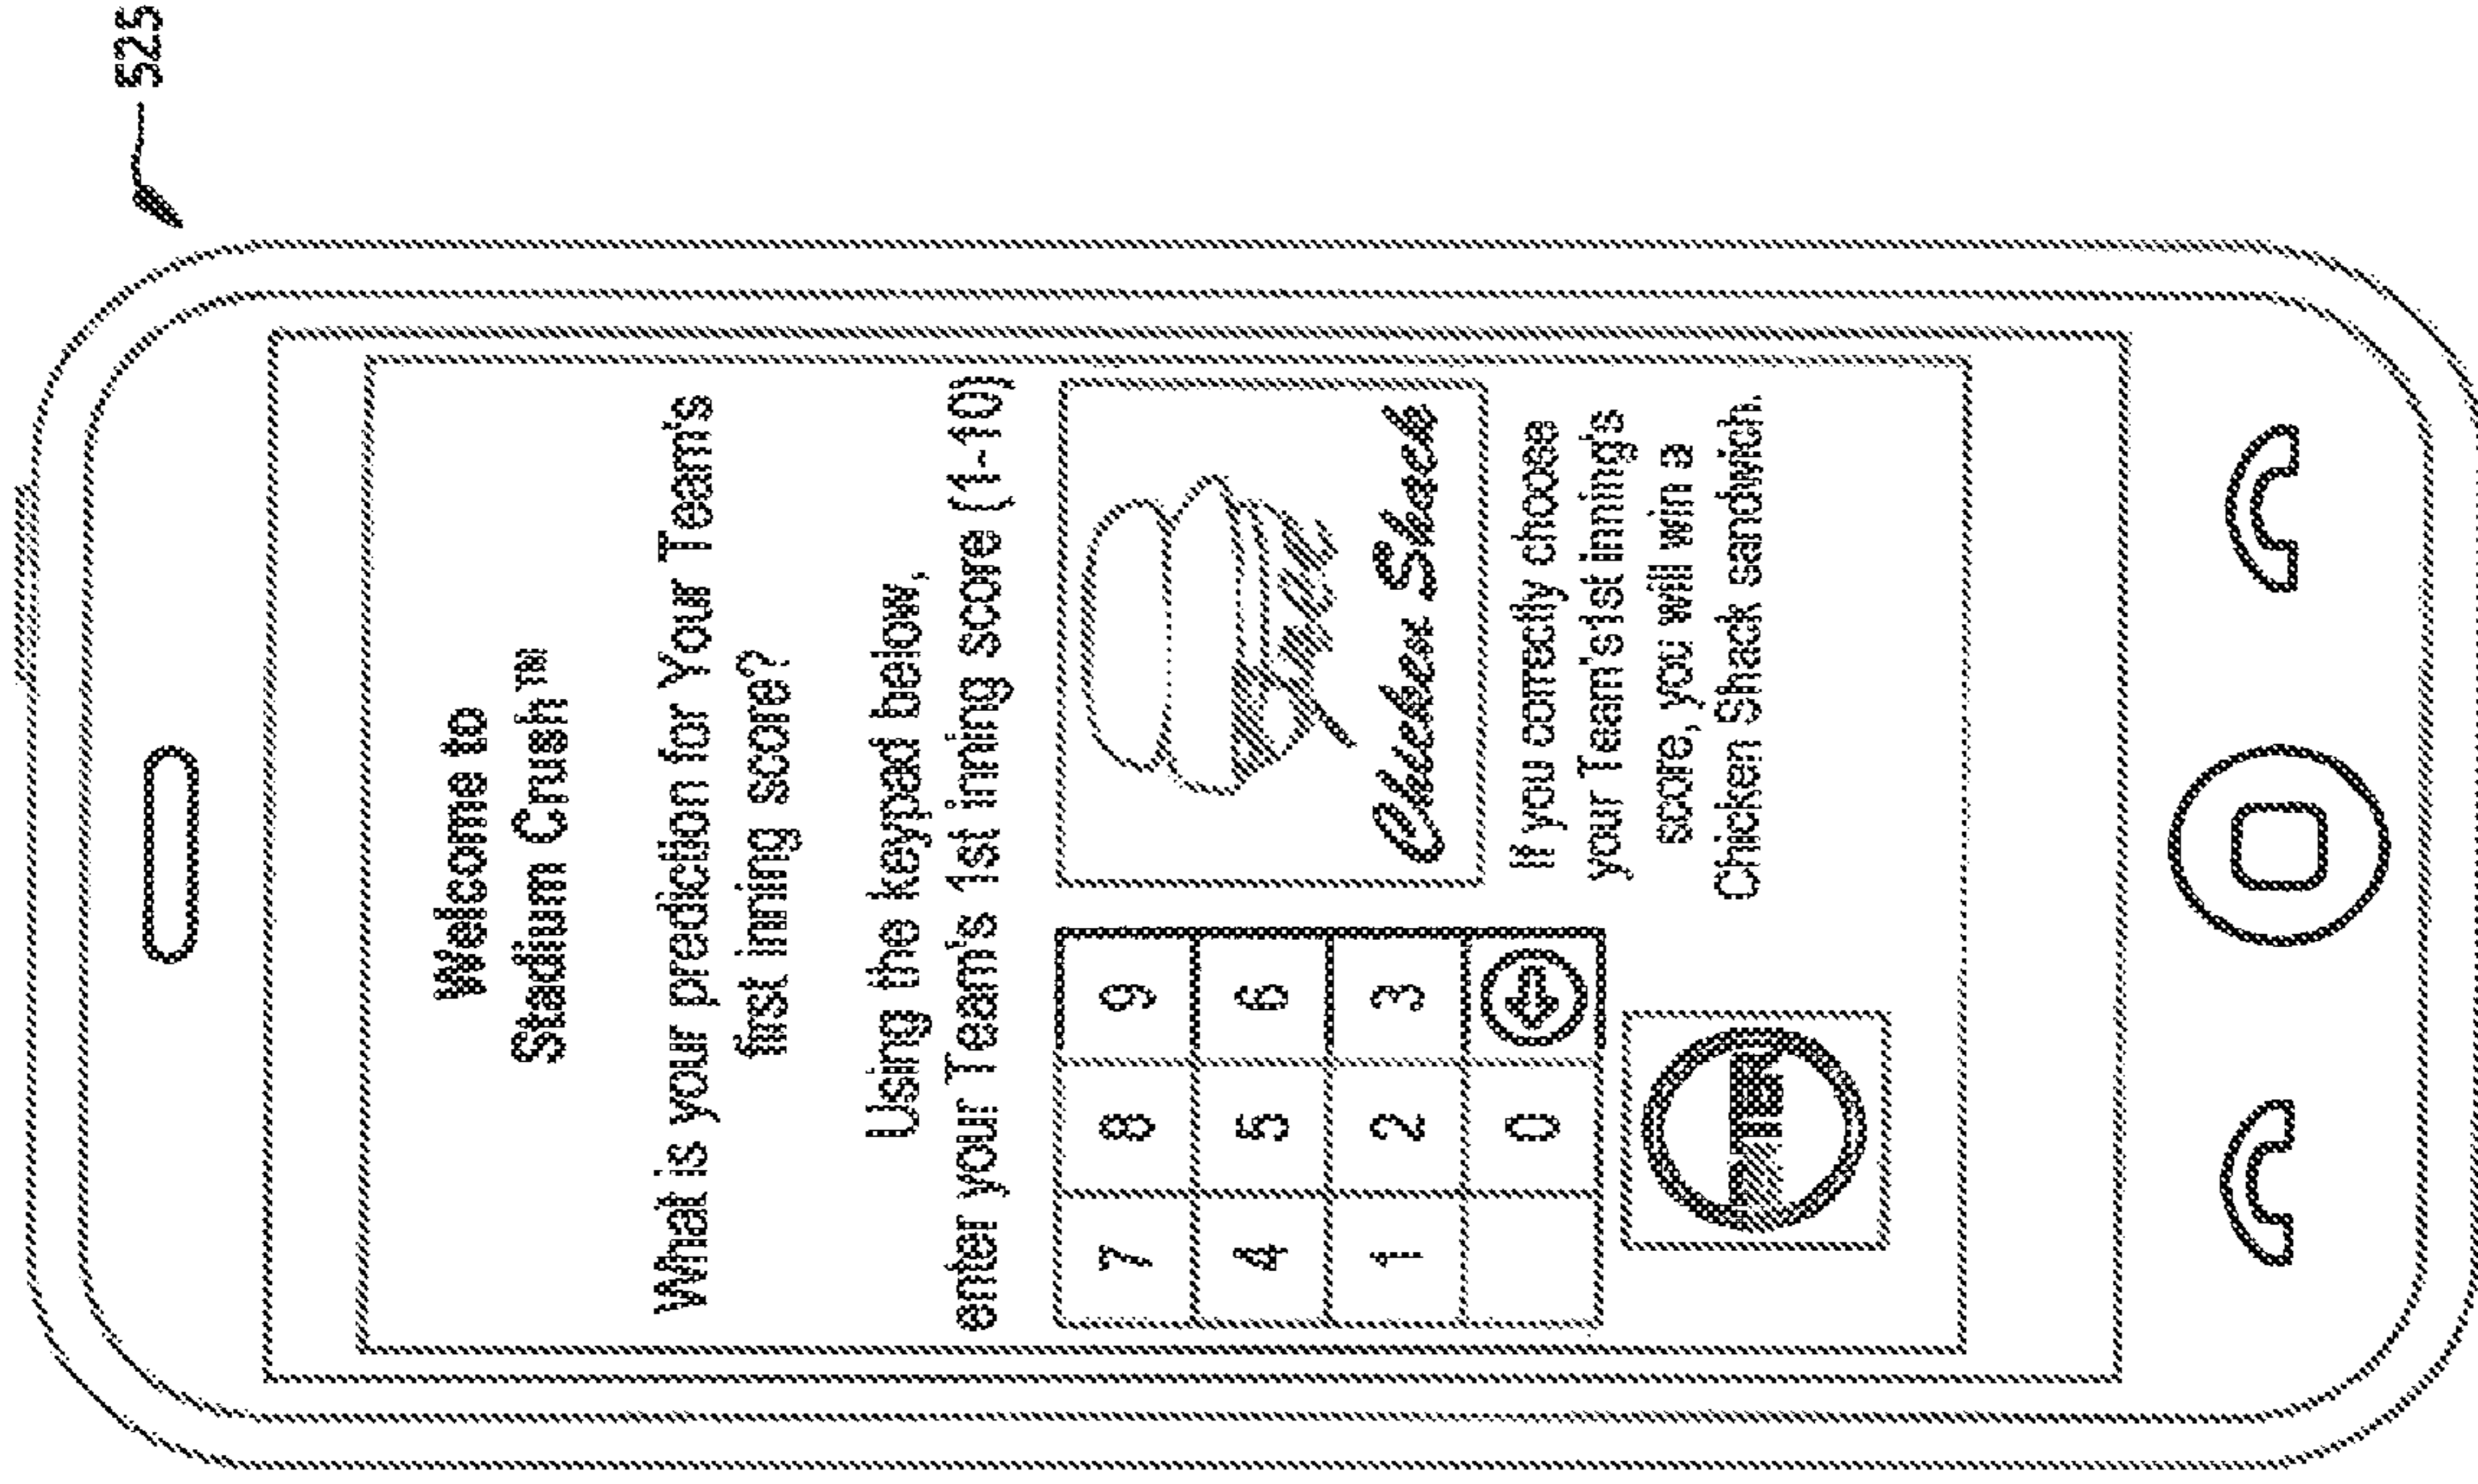 525
Welcome to
Stadium Crush™
What is your prediction for Your Team's
first inning score?
Using the keypad below,
enter your Team's 1st inning score (1-10)
7 8 9
4 5 6
1 2 3
0
Chicken Shack
If you correctly choose
your Team's1st inning's
score, you will win a
Chicken Shack sandwich.